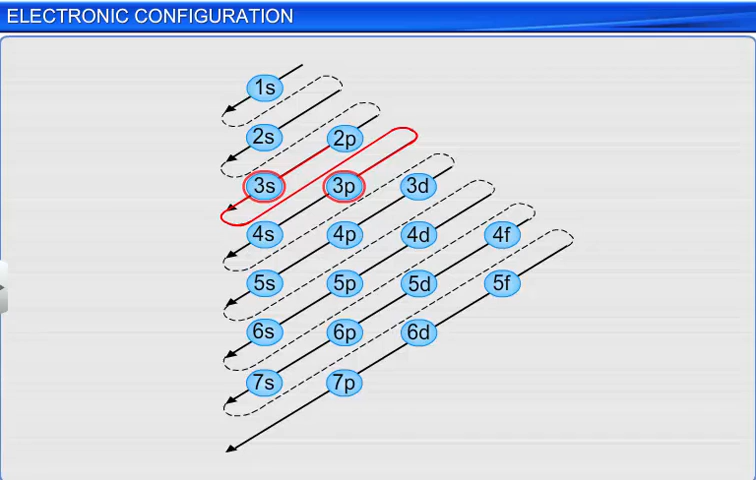 ELECTRONIC CONFIGURATION
1s
2s 2p
3s 3p 3d
4s 4p 4d 4f
5s 5p 5d 5f
6s 6p 6d
7s 7p